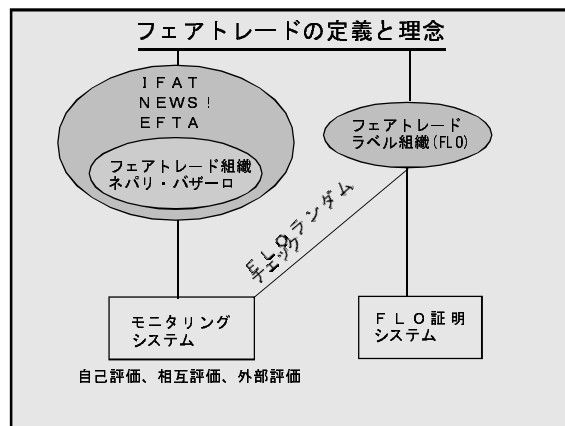 フェアトレードの定義と理念
ＩＦＡＴ
ＮＥＷＳ！
ＥＦＴＡ
フェアトレード組織
ネパリ・バザーロ
フェアトレード
ラベル組織(FLO)
ＦＬＯランダム
チェック
モニタリング
システム
ＦＬＯ証明
システム
自己評価、相互評価、外部評価